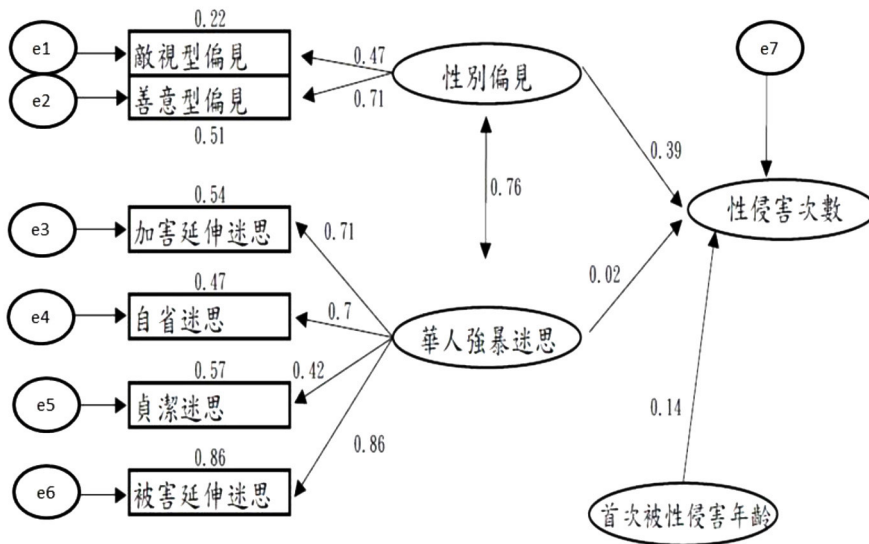 0.22
e1
敵視型偏見
0.47
性別偏見
e7
e2
善意型偏見
0.71
0.51
0.39
0.76
0.54
性侵害次數
e3
加害延伸迷思
0.71
0.47
0.02
e4
自省迷思
0.7
華人強暴迷思
0.57
0.42
e5
貞潔迷思
0.14
0.86
0.86
e6
被害延伸迷思
首次被性侵害年齡